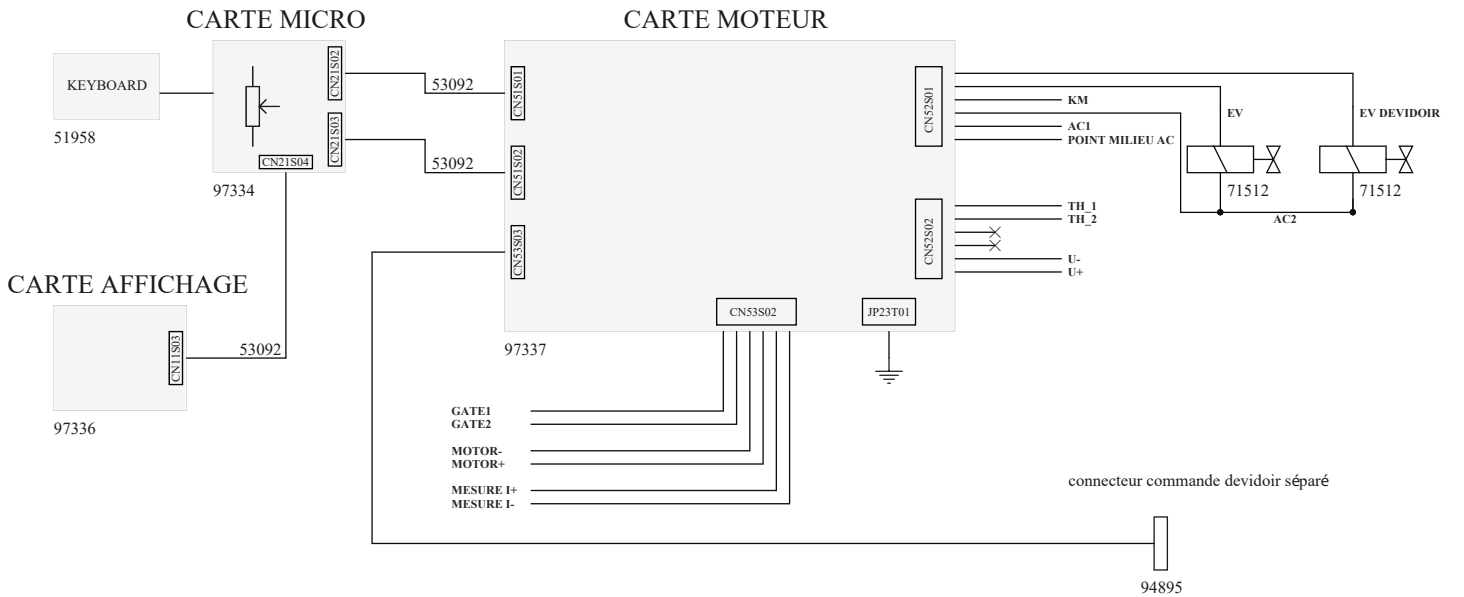 CARTE MICRO
CARTE MOTEUR
KEYBOARD
51958
CN21S02
CN21S03
CN21S04
97334
53092
53092
CN51S01
CN51S02
CN53S03
CN52S01
CN52S02
CN53S02
JP23T01
97337
KM
AC1
POINT MILIEU AC
EV
EV DEVIDOIR
71512
71512
AC2
TH_1
TH_2
U-
U+
CARTE AFFICHAGE
CN11S03
53092
97336
GATE1
GATE2
MOTOR-
MOTOR+
MESURE I+
MESURE I-
connecteur commande devidoir séparé
94895